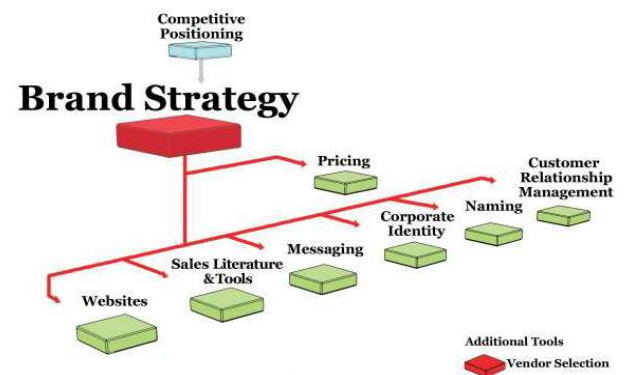 Competitive
Positioning
Brand Strategy
Pricing
Customer
Relationship
Management
Naming
Corporate
Identity
Messaging
Sales Literature
&Tools
Websites
Additional Tools
Vendor Selection